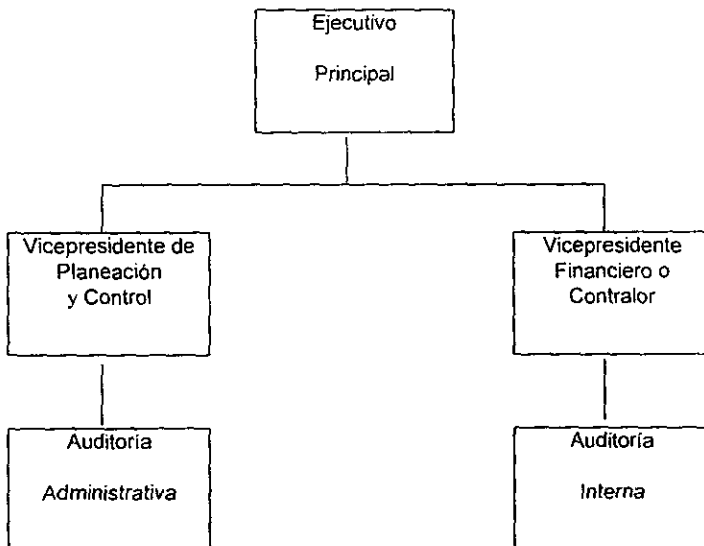 Ejecutivo
Principal
Vicepresidente de
Planeación
y Control
Vicepresidente
Financiero o
Contralor
Auditoría
Administrativa
Auditoría
Interna